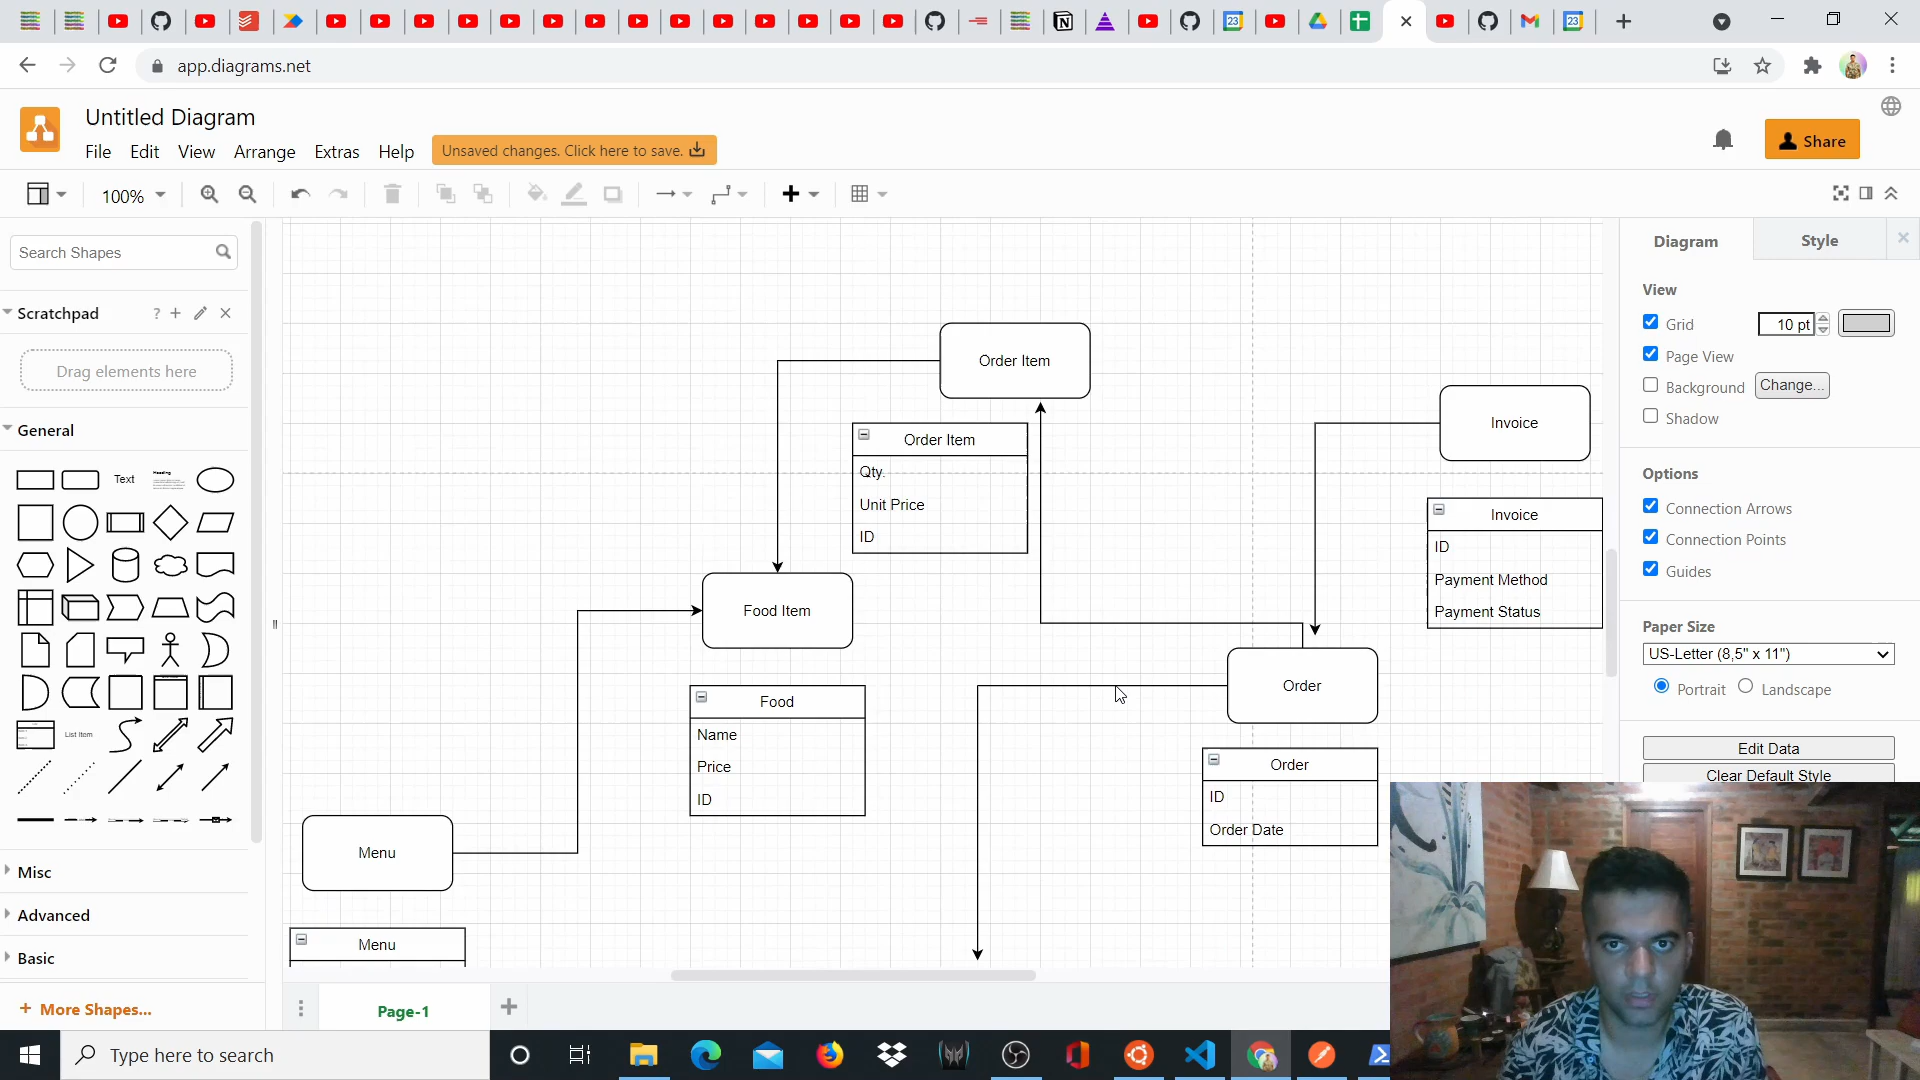 23
23
app.diagrams.net
Untitled Diagram
File Edit View Arrange Extras Help
Unsaved changes. Click here to save.
Share
100%
Search Shapes
Scratchpad
?
Drag elements here
General
Text
List Item
Misc
Advanced
Basic
+ More Shapes...
Order Item
Order Item
Qty.
Unit Price
ID
Invoice
Invoice
ID
Payment Method
Payment Status
Food Item
Food
Name
Price
ID
Order
Order
ID
Order Date
Menu
Menu
Page-1
Diagram
Style
View
Grid
10 pt
Page View
Background
Change...
Shadow
Options
Connection Arrows
Connection Points
Guides
Paper Size
US-Letter (8,5" x 11")
Portrait
Landscape
Edit Data
Clear Default Style
Type here to search